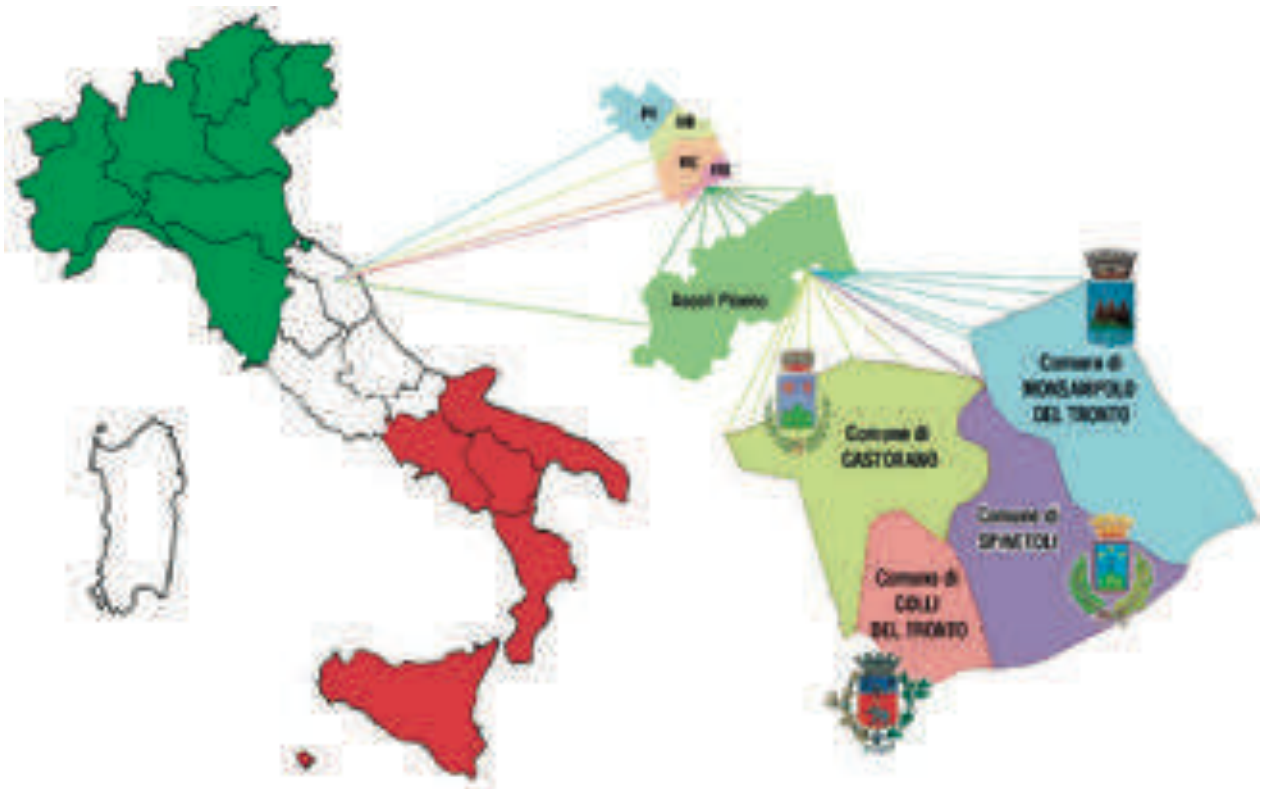 Ascoli Piceno
Comune di
MONSAMPOLO
DEL TRONTO
Comune di
CASTORANO
Comune di
SPINETOLI
Comune di
COLLI
DEL TRONTO